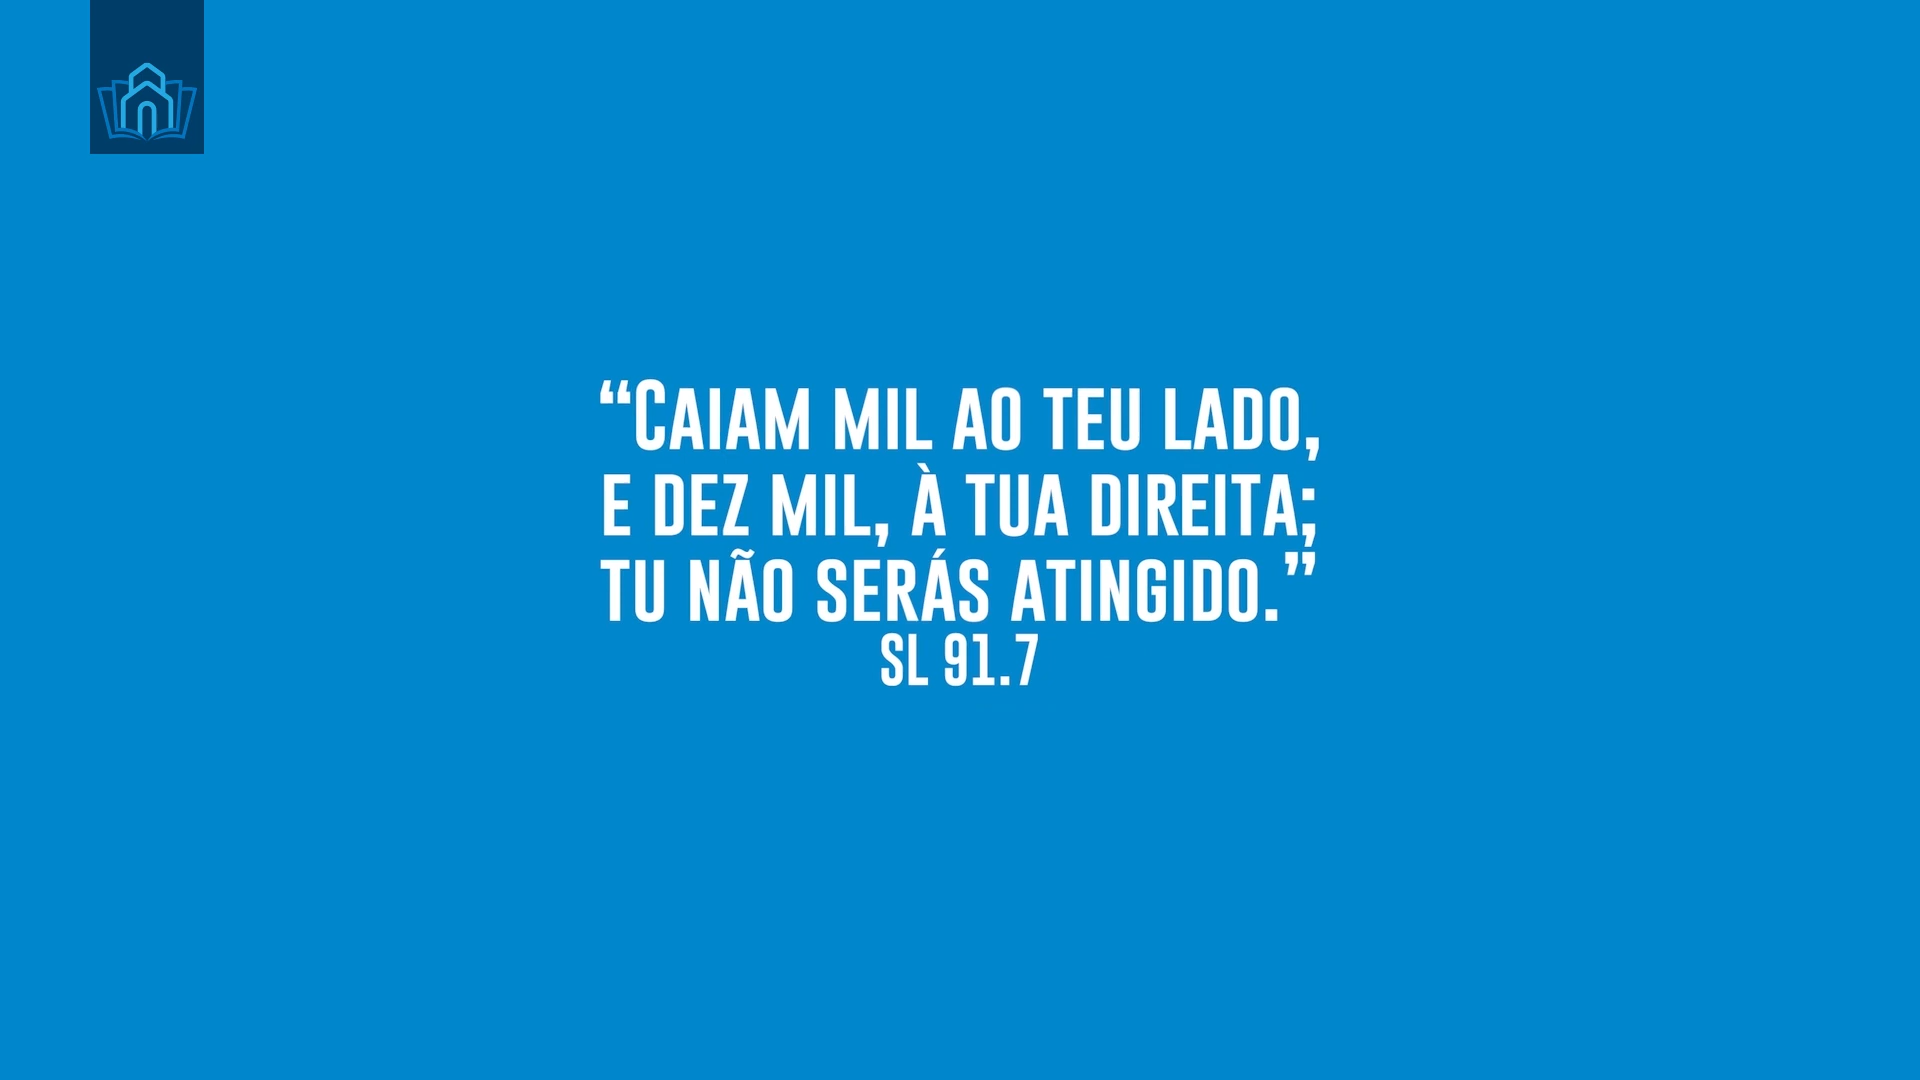 “CAIAM MIL AO TEU LADO,
E DEZ MIL, À TUA DIREITA;
TU NÃO SERÁS ATINGIDO.”
SL 91.7